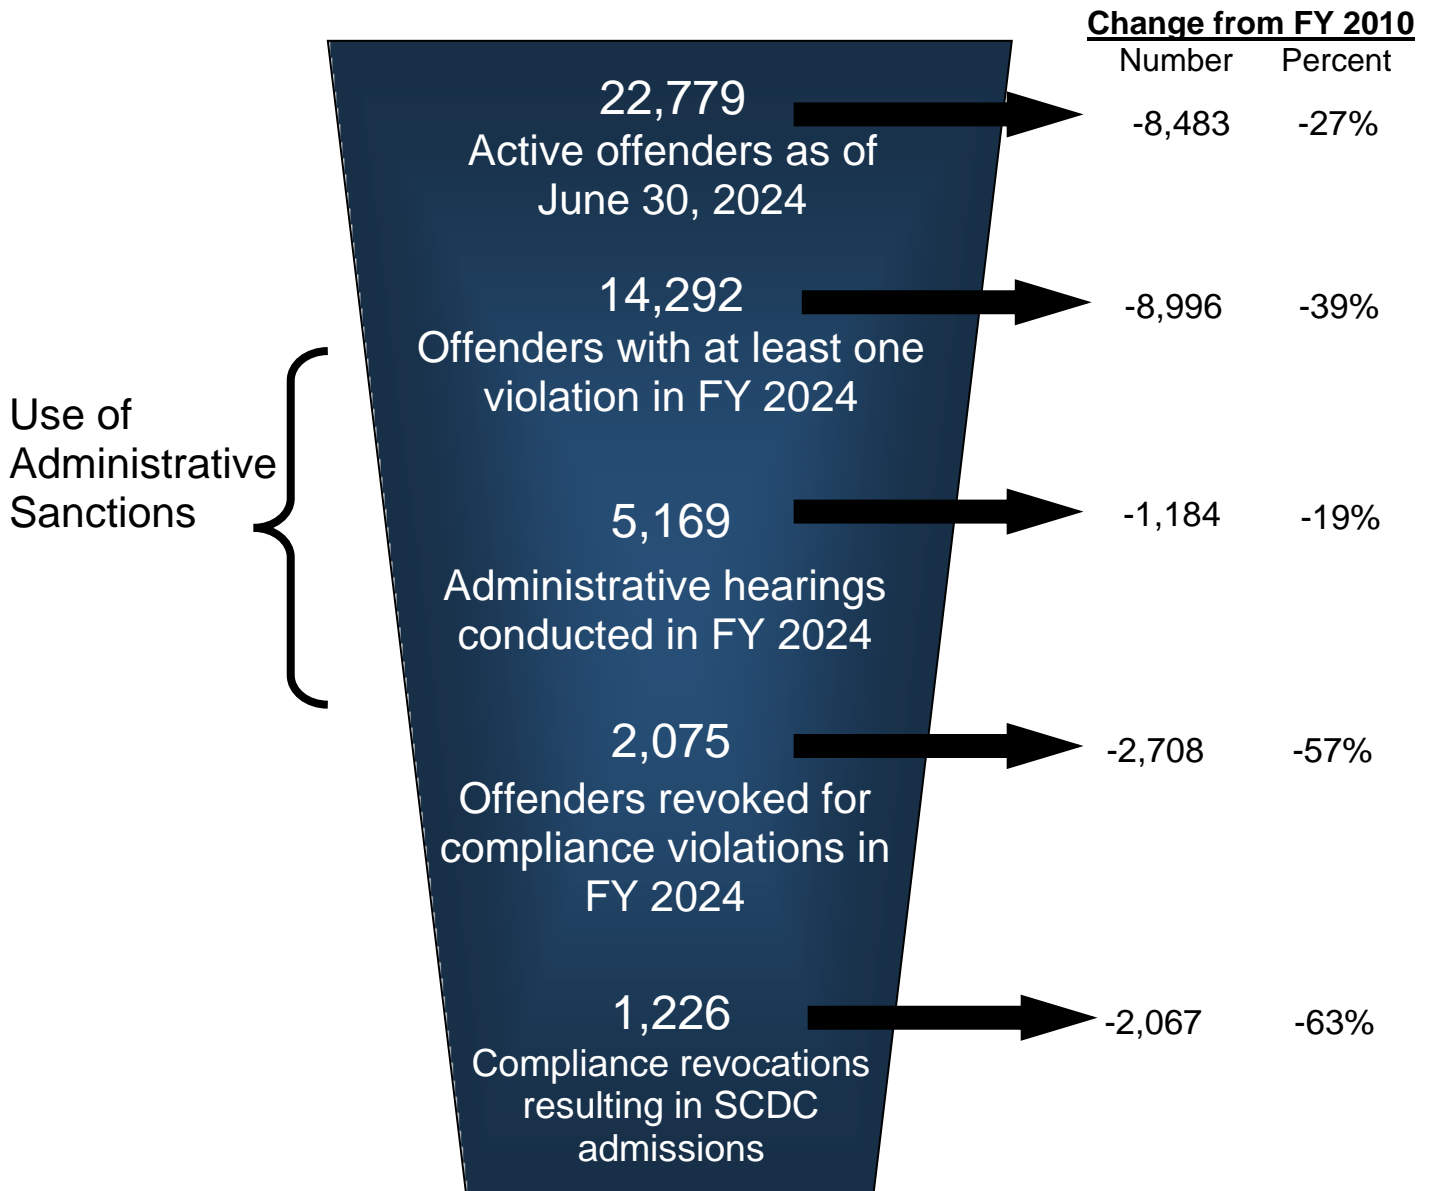 Change from FY 2010
Number Percent
22,779
-8,483 -27%
Active offenders as of
June 30, 2024
14,292
-8,996 -39%
Offenders with at least one
violation in FY 2024
Use of
Administrative
Sanctions
5,169
-1,184 -19%
Administrative hearings
conducted in FY 2024
2,075
-2,708 -57%
Offenders revoked for
compliance violations in
FY 2024
1,226
-2,067 -63%
Compliance revocations
resulting in SCDC
admissions